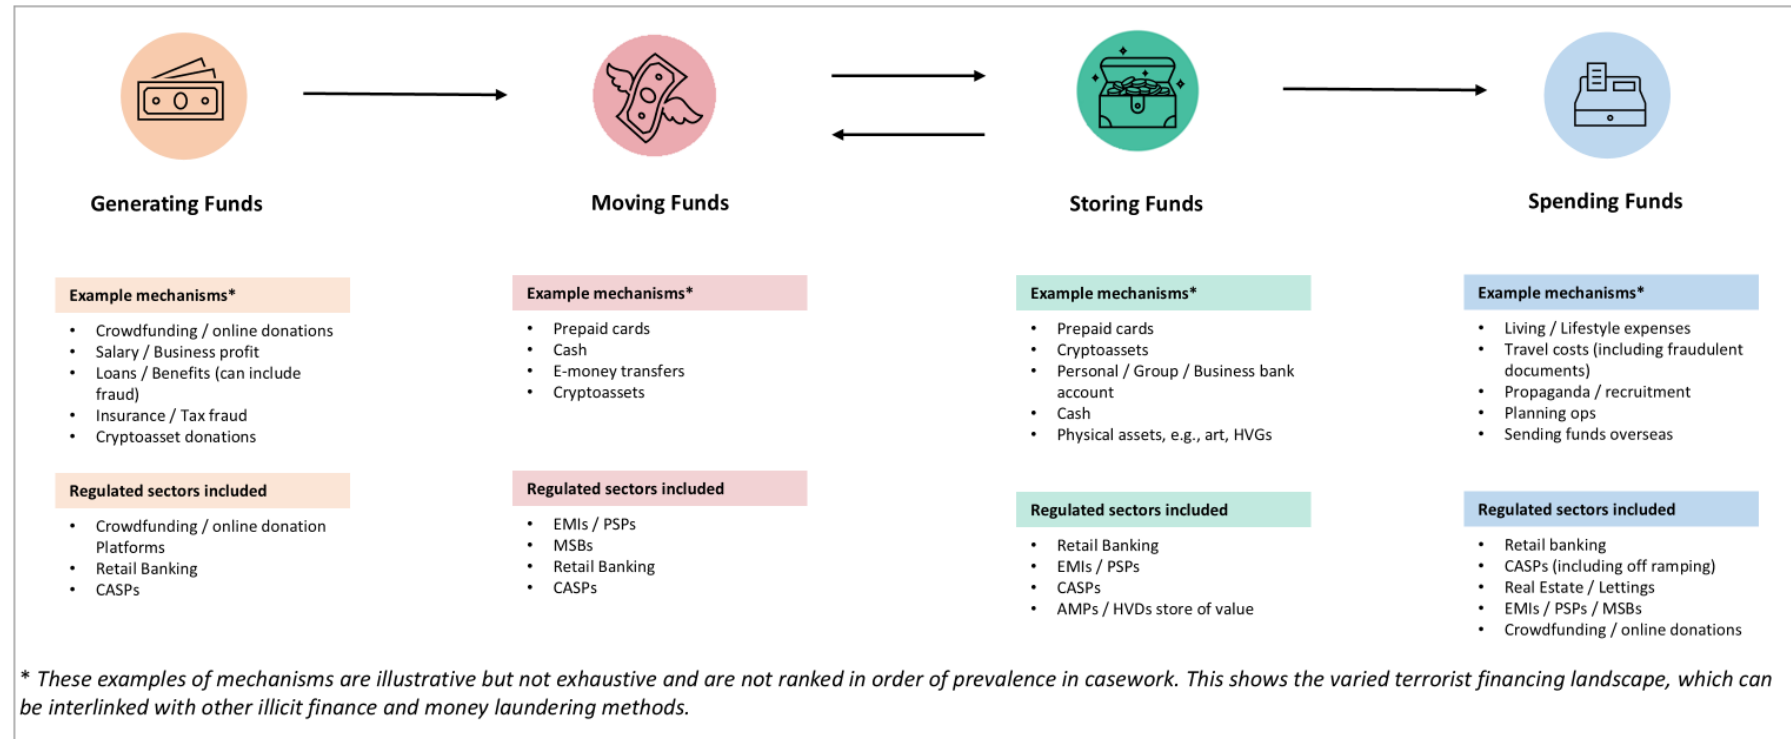 Generating Funds
Moving Funds
Storing Funds
Spending Funds
Example mechanisms*
• Crowdfunding / online donations
• Salary / Business profit
• Loans / Benefits (can include
fraud)
• Insurance / Tax fraud
• Cryptoasset donations
Regulated sectors included
• Crowdfunding / online donation
Platforms
• Retail Banking
• CASPs
Example mechanisms*
• Prepaid cards
• Cash
• E-money transfers
• Cryptoassets
Regulated sectors included
• EMIs / PSPs
• MSBs
• Retail Banking
• CASPs
Example mechanisms*
• Prepaid cards
• Cryptoassets
• Personal / Group / Business bank
account
• Cash
• Physical assets, e.g., art, HVGs
Regulated sectors included
• Retail Banking
• EMIs / PSPs
• CASPs
• AMPs / HVDs store of value
Example mechanisms*
• Living / Lifestyle expenses
• Travel costs (including fraudulent
documents)
• Propaganda / recruitment
• Planning ops
• Sending funds overseas
Regulated sectors included
• Retail banking
• CASPs (including off ramping)
• Real Estate / Lettings
• EMIs / PSPs / MSBs
• Crowdfunding / online donations
* These examples of mechanisms are illustrative but not exhaustive and are not ranked in order of prevalence in casework. This shows the varied terrorist financing landscape, which can
be interlinked with other illicit finance and money laundering methods.